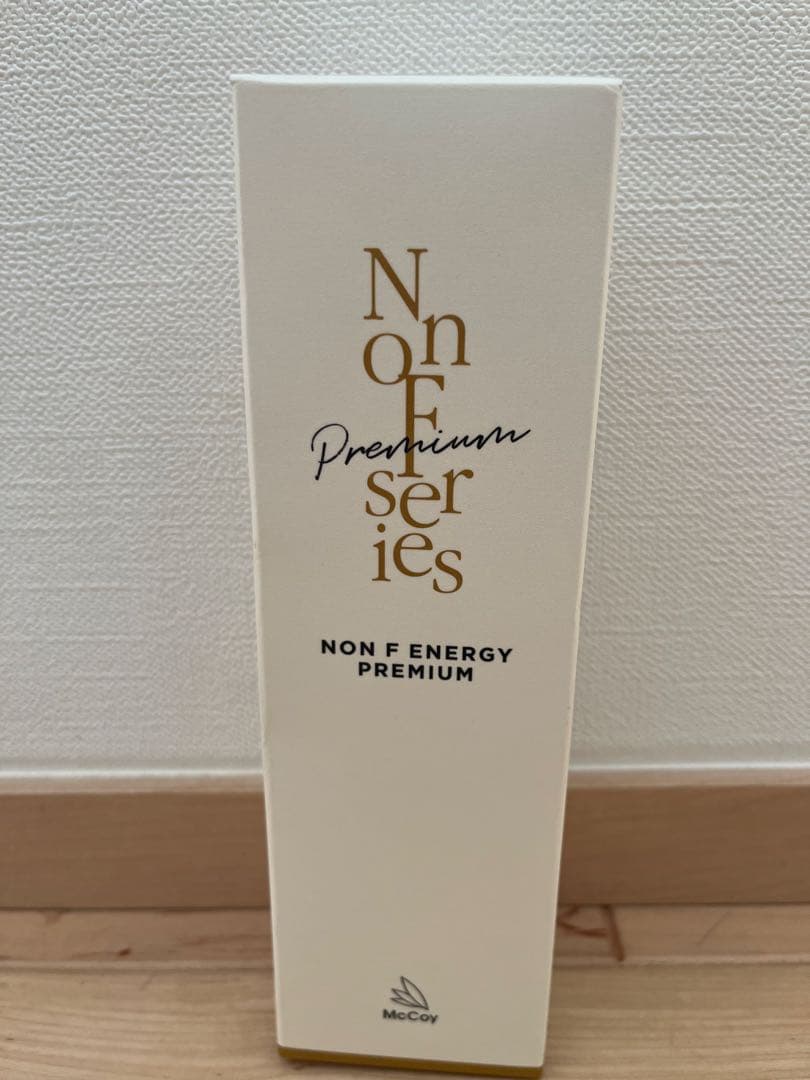 Non
F
Premium
series
NON F ENERGY
PREMIUM
McCoy